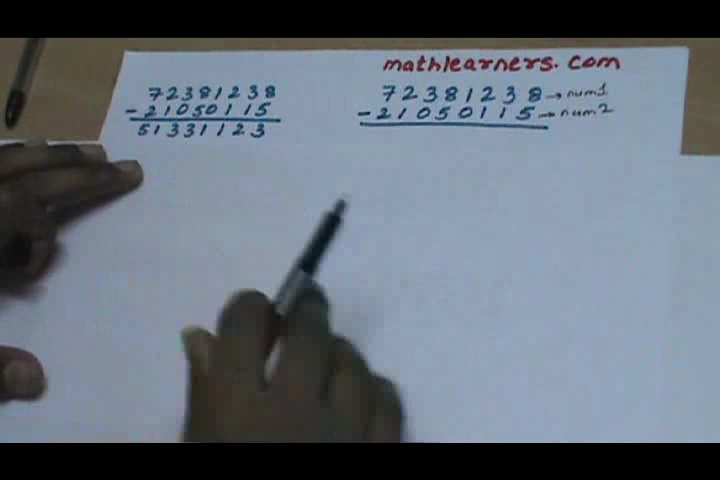 mathlearners.com
72381238
- 21050115
51331123
72381238 → num1
- 21050115 → num2